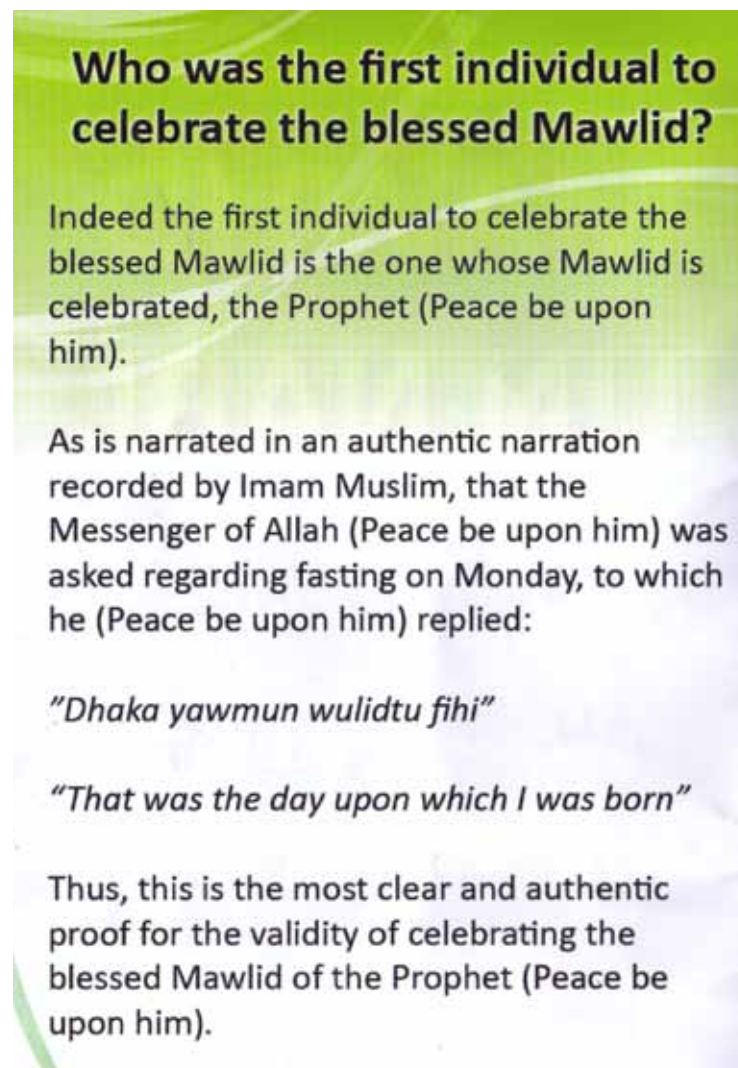 Who was the first individual to
celebrate the blessed Mawlid?
Indeed the first individual to celebrate the
blessed Mawlid is the one whose Mawlid is
celebrated, the Prophet (Peace be upon
him).
As is narrated in an authentic narration
recorded by Imam Muslim, that the
Messenger of Allah (Peace be upon him) was
asked regarding fasting on Monday, to which
he (Peace be upon him) replied:
"Dhaka yawmun wulidtu fihi"
"That was the day upon which I was born"
Thus, this is the most clear and authentic
proof for the validity of celebrating the
blessed Mawlid of the Prophet (Peace be
upon him).